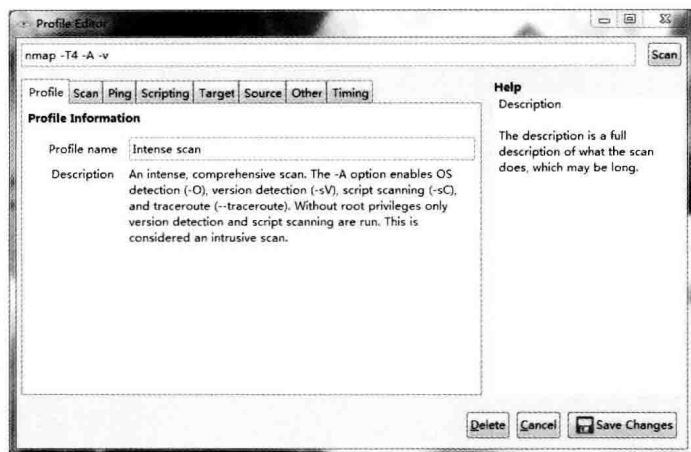 Profile Editor
nmap -T4 -A -v
Scan
Profile Scan Ping Scripting Target Source Other Timing
Profile Information
Profile name Intense scan
Description An intense, comprehensive scan. The -A option enables OS
detection (-O), version detection (-sV), script scanning (-sC),
and traceroute (--traceroute). Without root privileges only
version detection and script scanning are run. This is
considered an intrusive scan.
Help
Description
The description is a full
description of what the scan
does, which may be long.
Delete Cancel Save Changes